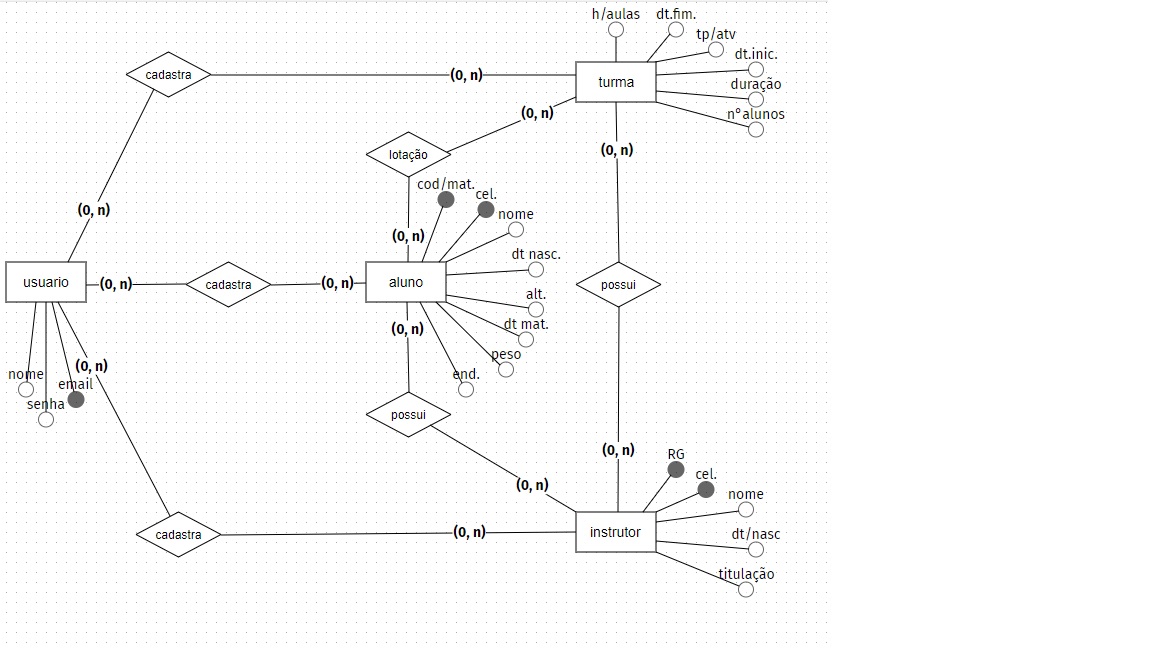 h/aulas
dt.fim.
tp/atv
dt.inic.
duração
n°alunos
turma
cadastra
(0, n)
(0, n)
lotação
(0, n)
(0, n)
cod/mat.
cel.
nome
dt nasc.
alt.
dt mat.
peso
end.
(0, n)
usuario
(0, n)
cadastra
(0, n)
aluno
(0, n)
possui
nome
senha
email
(0, n)
possui
(0, n)
(0, n)
(0, n)
RG
cel.
nome
dt/nasc
titulação
cadastra
(0, n)
instrutor